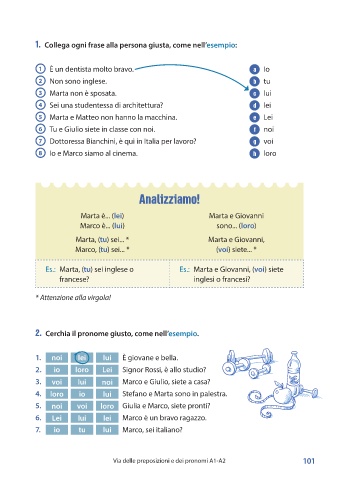 1. Collega ogni frase alla persona giusta, come nell'esempio:
1 È un dentista molto bravo. a io
2 Non sono inglese. b tu
3 Marta non è sposata. c lui
4 Sei una studentessa di architettura? d lei
5 Marta e Matteo non hanno la macchina. e Lei
6 Tu e Giulio siete in classe con noi. f noi
7 Dottoressa Bianchini, è qui in Italia per lavoro? g voi
8 Io e Marco siamo al cinema. h loro
Analizziamo!
Marta è... (lei) Marta e Giovanni
Marco è... (lui) sono... (loro)
Marta, (tu) sei... * Marta e Giovanni,
Marco, (tu) sei... * (voi) siete... *
Es.: Marta, (tu) sei inglese o Es.: Marta e Giovanni, (voi) siete
francese? inglesi o francesi?
* Attenzione alla virgola!
2. Cerchia il pronome giusto, come nell'esempio.
1. noi lei lui È giovane e bella.
2. io loro Lei Signor Rossi, è allo studio?
3. voi lui noi Marco e Giulio, siete a casa?
4. loro io lui Stefano e Marta sono in palestra.
5. noi voi loro Giulia e Marco, siete pronti?
6. Lei lui lei Marco è un bravo ragazzo.
7. io tu lui Marco, sei italiano?
Via delle preposizioni e dei pronomi A1-A2 101